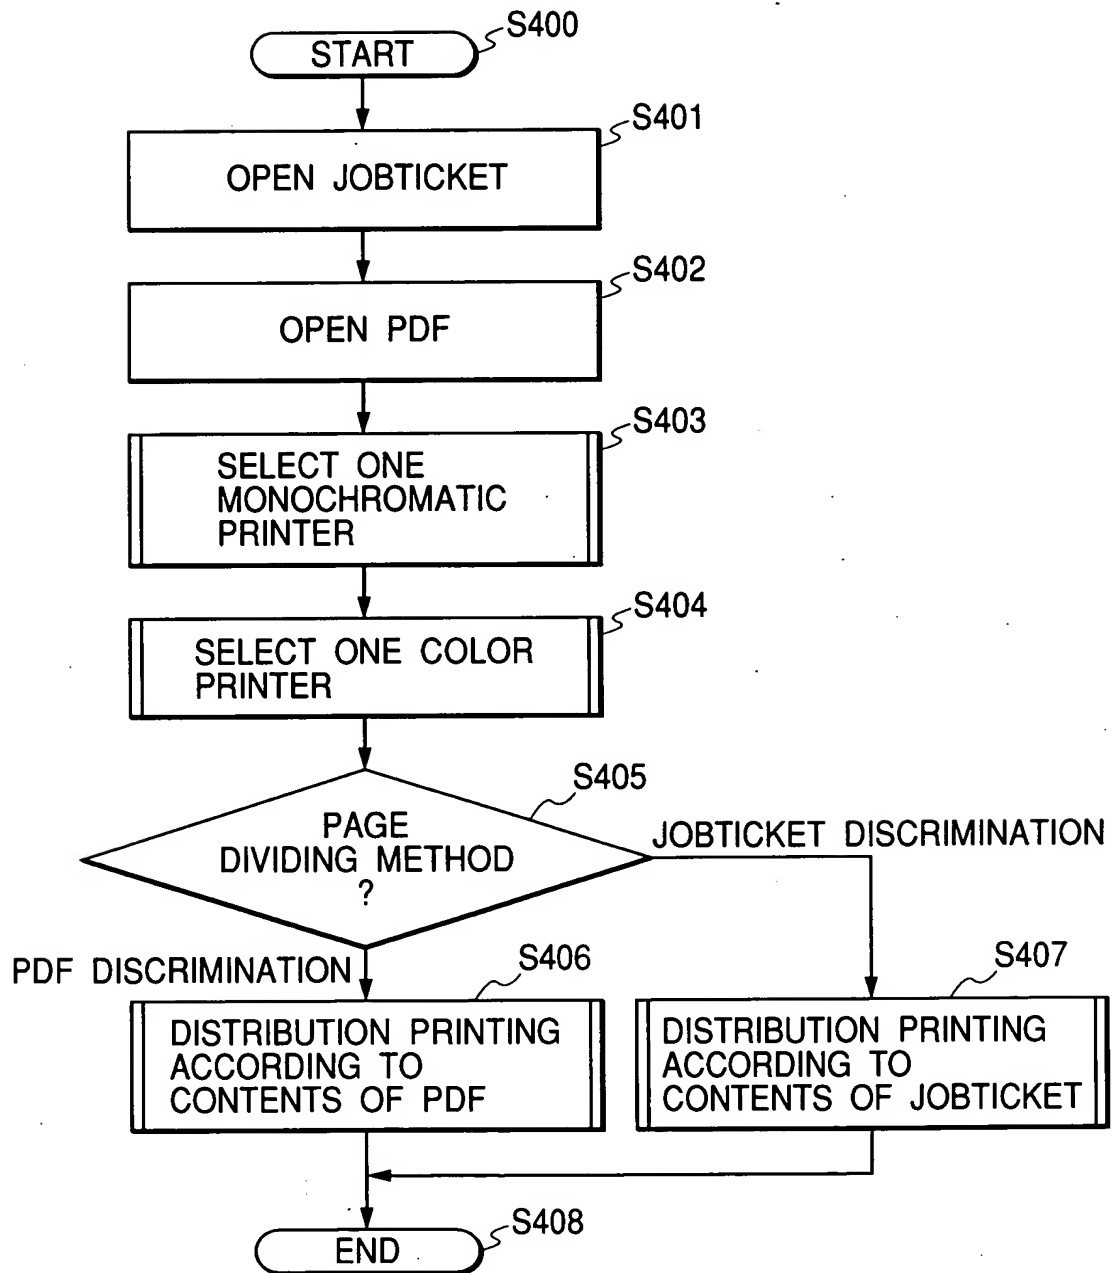 START
S400
OPEN JOBTICKET
S401
OPEN PDF
S402
SELECT ONE
MONOCHROMATIC
PRINTER
S403
SELECT ONE COLOR
PRINTER
S404
PAGE
DIVIDING METHOD
?
S405
JOBTICKET DISCRIMINATION
PDF DISCRIMINATION
S406
DISTRIBUTION PRINTING
ACCORDING TO
CONTENTS OF PDF
S407
DISTRIBUTION PRINTING
ACCORDING TO
CONTENTS OF JOBTICKET
END
S408